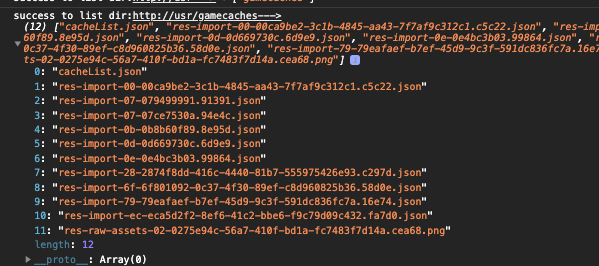 success to list dir:http://usr/gamecaches--->
(12) ["cacheList.json", "res-import-00-00ca9be2-3c1b-4845-aa43-7f7af9c312c1.c5c22.json", "res-impor
60f89.8e95d.json", "res-import-0d-0d669730c.6d9e9.json", "res-import-0e-0e4bc3b03.99864.json", "res-im
0c37-4f30-89ef-c8d960825b36.58d0e.json", "res-import-79-79eafaef-b7ef-45d9-9c3f-591dc836fc7a.16e7
ts-02-0275e94c-56a7-410f-bd1a-fc7483f7d14a.cea68.png"]
0: "cacheList.json"
1: "res-import-00-00ca9be2-3c1b-4845-aa43-7f7af9c312c1.c5c22.json"
2: "res-import-07-079499991.91391.json"
3: "res-import-07-07ce7530a.94e4c.json"
4: "res-import-0b-0b8b60f89.8e95d.json"
5: "res-import-0d-0d669730c.6d9e9.json"
6: "res-import-0e-0e4bc3b03.99864.json"
7: "res-import-28-2874f8dd-416c-4440-81b7-555975426e93.c297d.json"
8: "res-import-6f-6f801092-0c37-4f30-89ef-c8d960825b36.58d0e.json"
9: "res-import-79-79eafaef-b7ef-45d9-9c3f-591dc836fc7a.16e74.json"
10: "res-import-ec-eca5d2f2-8ef6-41c2-bbe6-f9c79d09c432.fa7d0.json"
11: "res-raw-assets-02-0275e94c-56a7-410f-bd1a-fc7483f7d14a.cea68.png"
length: 12
__proto__: Array(0)